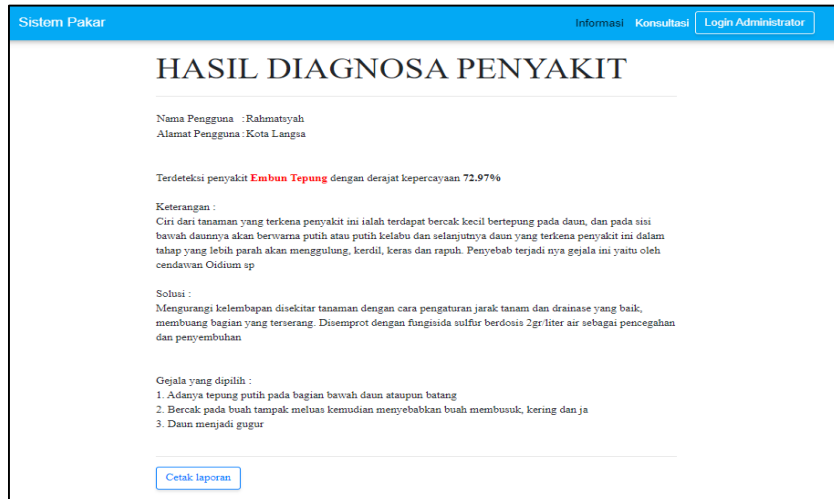 Sistem Pakar
Informasi Konsultasi Login Administrator
HASIL DIAGNOSA PENYAKIT
Nama Pengguna : Rahmatsyah
Alamat Pengguna : Kota Langsa
Terdeteksi penyakit Embun Tepung dengan derajat kepercayaan 72.97%
Keterangan :
Ciri dari tanaman yang terkena penyakit ini ialah terdapat bercak kecil bertepung pada daun, dan pada sisi
bawah daunnya akan berwarna putih atau putih kelabu dan selanjutnya daun yang terkena penyakit ini dalam
tahap yang lebih parah akan menggulung, kerdil, keras dan rapuh. Penyebab terjadi nya gejala ini yaitu oleh
cendawan Oidium sp
Solusi :
Mengurangi kelembapan disekitar tanaman dengan cara pengaturan jarak tanam dan drainase yang baik,
membuang bagian yang terserang. Disemprot dengan fungisida sulfur berdosis 2gr/liter air sebagai pencegahan
dan penyembuhan
Gejala yang dipilih :
1. Adanya tepung putih pada bagian bawah daun ataupun batang
2. Bercak pada buah tampak meluas kemudian menyebabkan buah membusuk, kering dan ja
3. Daun menjadi gugur
Cetak laporan